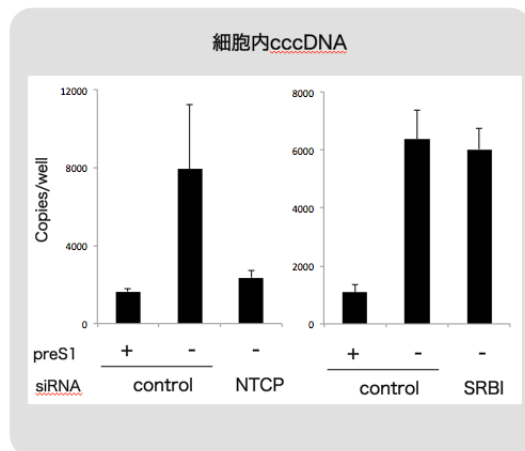 細胞内cccDNA
12000
8000
4000
0
Copies/well
8000
6000
4000
2000
0
preS1 + - - + - -
siRNA control NTCP control SRBI